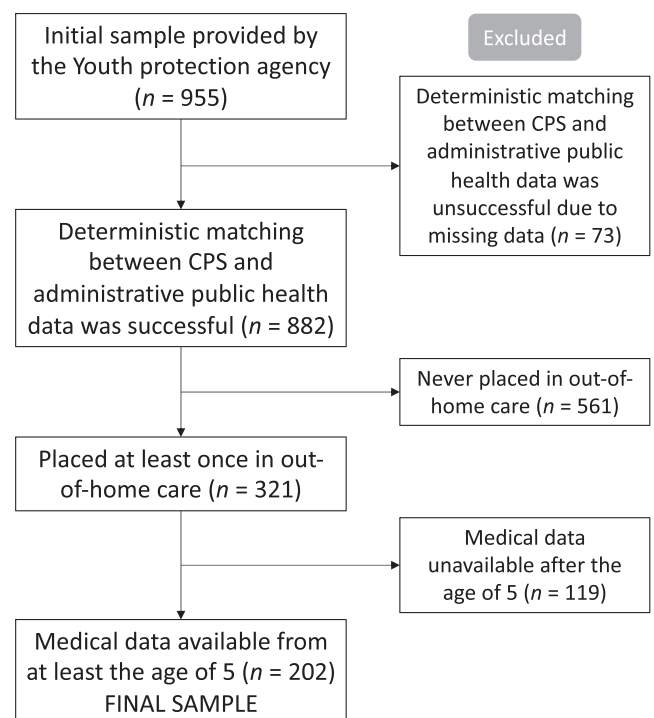 Initial sample provided by
the Youth protection agency
(n = 955)
Excluded
Deterministic matching
between CPS and
administrative public
health data was
unsuccessful due to
missing data (n = 73)
Deterministic matching
between CPS and
administrative public health
data was successful (n = 882)
Never placed in out-of-
home care (n = 561)
Placed at least once in out-
of-home care (n = 321)
Medical data
unavailable after the
age of 5 (n = 119)
Medical data available from
at least the age of 5 (n = 202)
FINAL SAMPLE